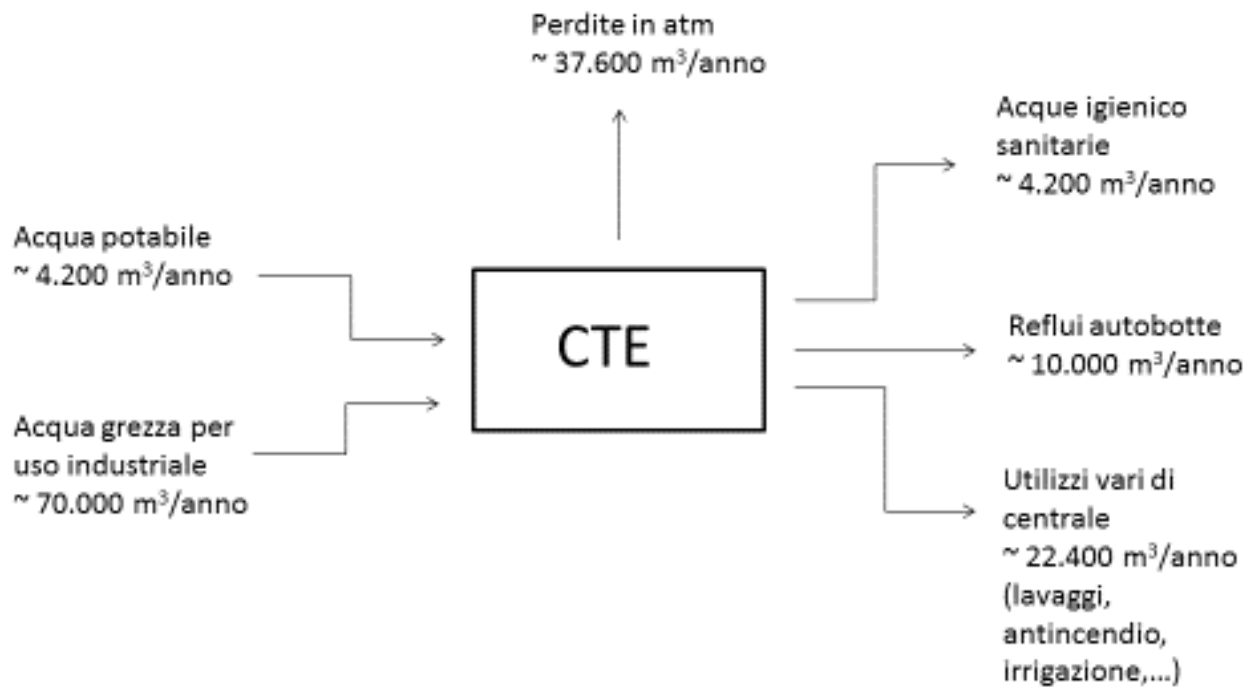 Perdite in atm
~ 37.600 m³/anno
Acque igienico
sanitarie
~ 4.200 m³/anno
Acqua potabile
~ 4.200 m³/anno
CTE
Reflui autobotte
~ 10.000 m³/anno
Acqua grezza per
uso industriale
~ 70.000 m³/anno
Utilizzi vari di
centrale
~ 22.400 m³/anno
(lavaggi,
antincendio,
irrigazione,...)